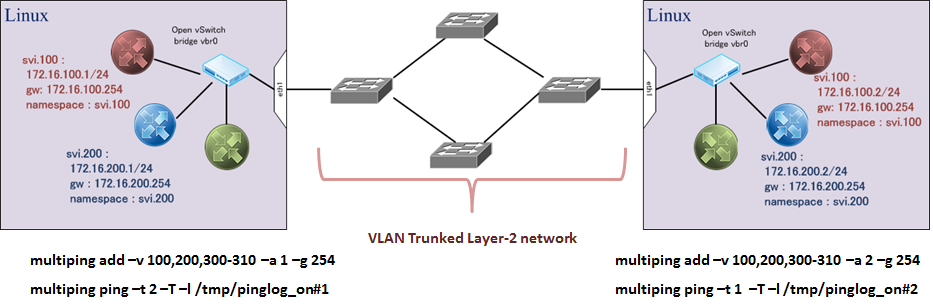 Linux
Open vSwitch
bridge vbr0
svi.100 :
172.16.100.1/24
gw: 172.16.100.254
namespace : svi.100
eth1
svi.200 :
172.16.200.1/24
gw : 172.16.200.254
namespace : svi.200
Linux
Open vSwitch
bridge vbr0
svi.100 :
172.16.100.2/24
gw: 172.16.100.254
namespace : svi.100
eth1
svi.200 :
172.16.200.2/24
gw : 172.16.200.254
namespace : svi.200
VLAN Trunked Layer-2 network
multiping add –v 100,200,300-310 –a 1 –g 254
multiping ping –t 2 –T –l /tmp/pinglog_on#1
multiping add –v 100,200,300-310 –a 2 –g 254
multiping ping –t 1 –T –l /tmp/pinglog_on#2